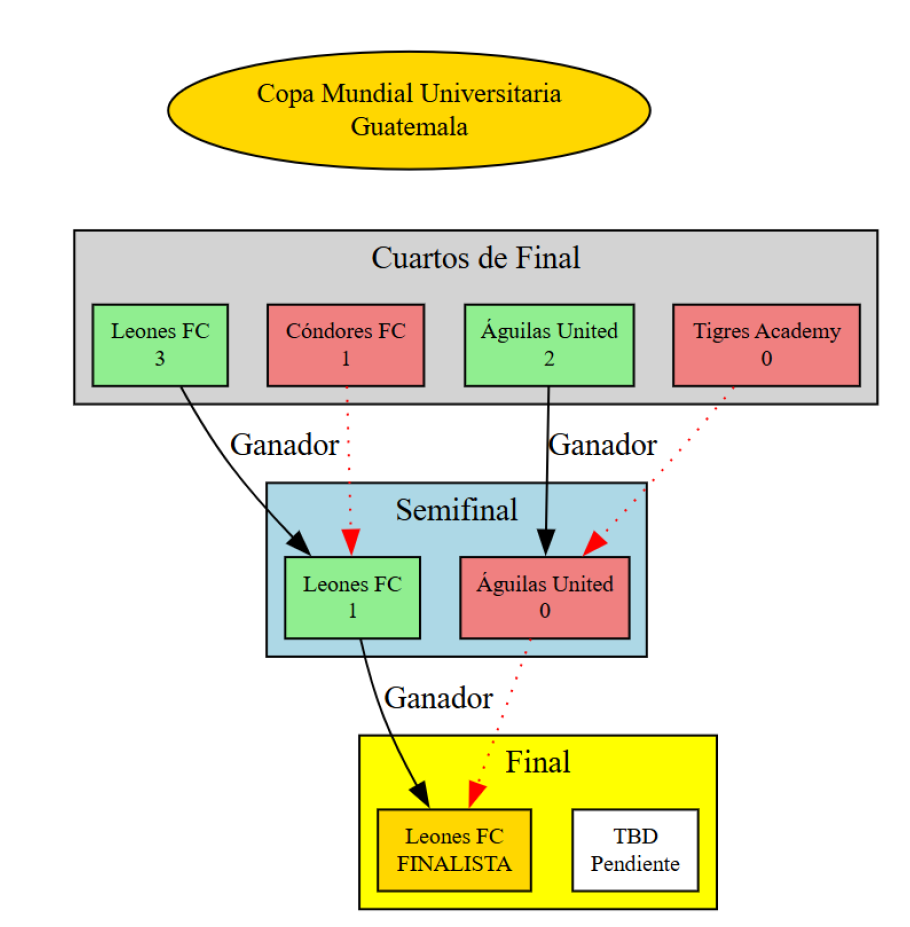 Copa Mundial Universitaria
Guatemala
Cuartos de Final
Leones FC
3
Cóndores FC
1
Águilas United
2
Tigres Academy
0
Ganador
Ganador
Semifinal
Leones FC
1
Águilas United
0
Ganador
Final
Leones FC
FINALISTA
TBD
Pendiente